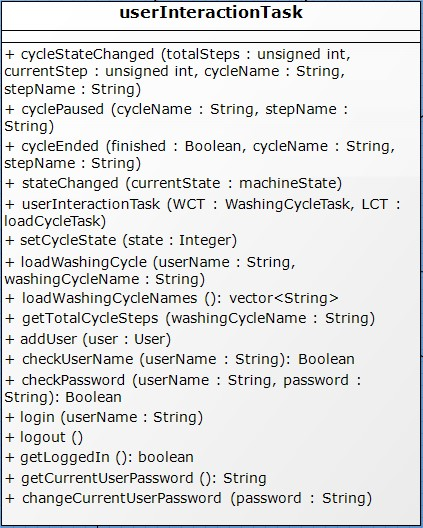 userInteractionTask
+ cycleStateChanged (totalSteps : unsigned int,
currentStep : unsigned int, cycleName : String,
stepName : String)
+ cyclePaused (cycleName : String, stepName :
String)
+ cycleEnded (finished : Boolean, cycleName : String,
stepName : String)
+ stateChanged (currentState : machineState)
+ userInteractionTask (WCT : WashingCycleTask, LCT :
loadCycleTask)
+ setCycleState (state : Integer)
+ loadWashingCycle (userName : String,
washingCycleName : String)
+ loadWashingCycleNames (): vector<String>
+ getTotalCycleSteps (washingCycleName : String)
+ addUser (user : User)
+ checkUserName (userName : String): Boolean
+ checkPassword (userName : String, password :
String): Boolean
+ login (userName : String)
+ logout ()
+ getLoggedIn (): boolean
+ getCurrentUserPassword (): String
+ changeCurrentUserPassword (password : String)